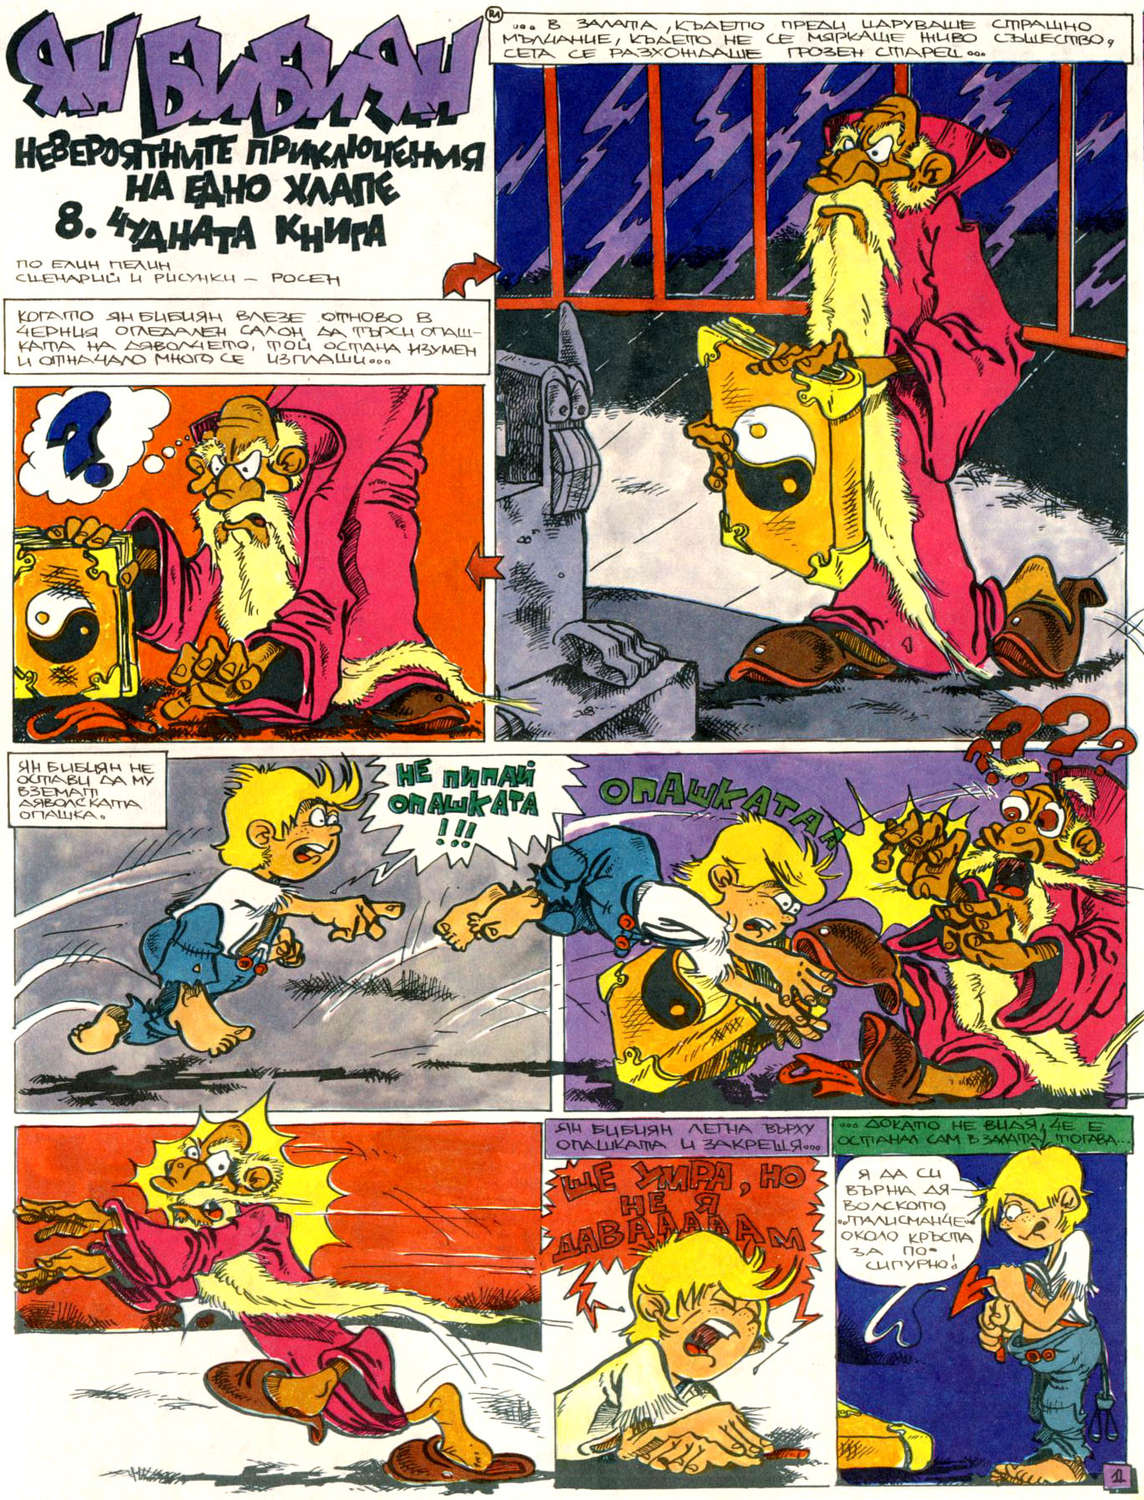 ЯН БИБИЯН
НЕВЕРОЯТНИТЕ ПРИКЛЮЧЕНИЯ
НА ЕДНО ХЛАПЕ
8. ЧУДНАТА КНИГА
ПО ЕЛИН ПЕЛИН
СЦЕНАРИЙ И РИСУНКИ – РОСЕН
КОГАТО ЯН БИБИЯН ВЛЕЗЕ ОТНОВО В
ЧЕРНИЯ ОГЛЕДАЛЕН САЛОН ДА ТЪРСИ ОПАШ-
КАТА НА ДЯВОЛЧЕТО, ТОЙ ОСТАНА ИЗУМЕН
И ОТНАЧАЛО МНОГО СЕ ИЗПЛАШИ...
... В ЗАЛАТА, КЪДЕТО ПРЕДИ ЦАРУВАШЕ СТРАШНО
МЪЛЧАНИЕ, КЪДЕТО НЕ СЕ МЯРКАШЕ ЖИВО СЪЩЕСТВО,
СЕГА СЕ РАЗХОЖДАШЕ ГРОЗЕН СТАРЕЦ...
?
? ? ? ?
ЯН БИБИЯН НЕ
ОСТАВИ ДА МУ
ВЗЕМАТ
ДЯВОЛСКАТА
ОПАШКА.
НЕ ПИПАЙ
ОПАШКАТА
!!!
ОПАШКАТАА
ЯН БИБИЯН ЛЕГНА ВЪРХУ
ОПАШКАТА И ЗАКРЕЩЯ...
ЩЕ УМРА, НО
НЕ Я
ДАВАААААМ
... ДОКАТО НЕ ВИДЯ, ЧЕ Е
ОСТАНАЛ САМ В ЗАЛАТА, ТОГАВА...
Я ДА СИ
ВЪРНА ДЯ-
ВОЛСКОТО
"ТАЛИСМАНЧЕ"
ОКОЛО КРЪСТА
ЗА ПО-
СИГУРНО!
1